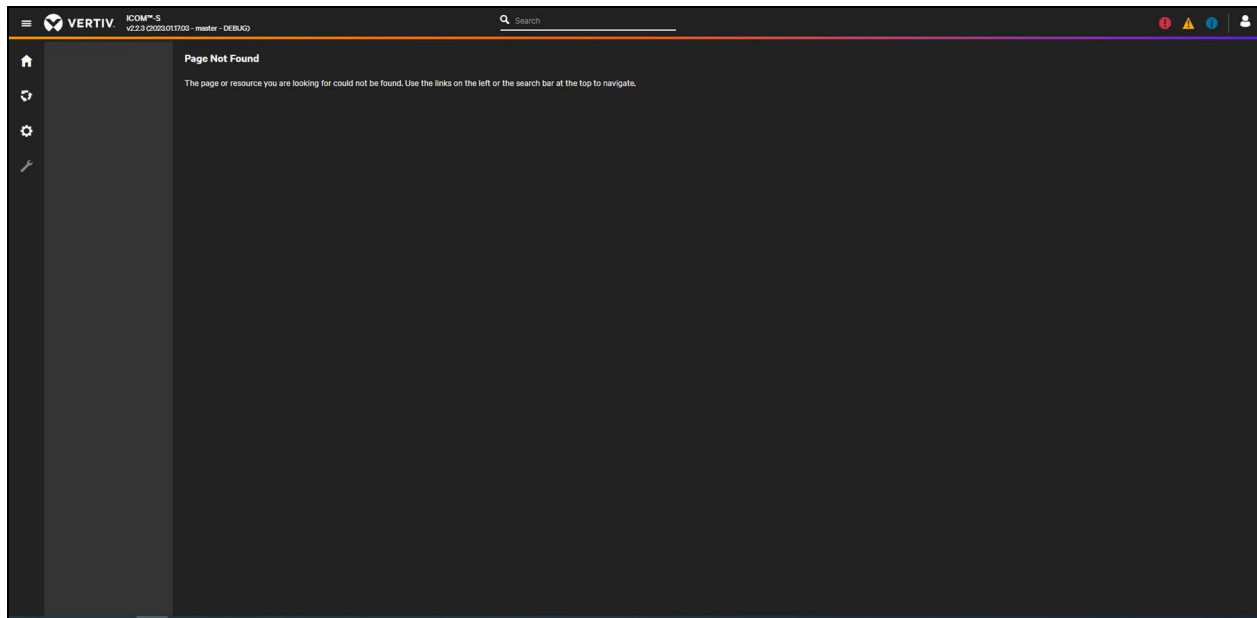 VERTIV.
ICOM™-S
v2.2.3 (2023.01.17.03 - master - DEBUG)
Search
Page Not Found
The page or resource you are looking for could not be found. Use the links on the left or the search bar at the top to navigate.